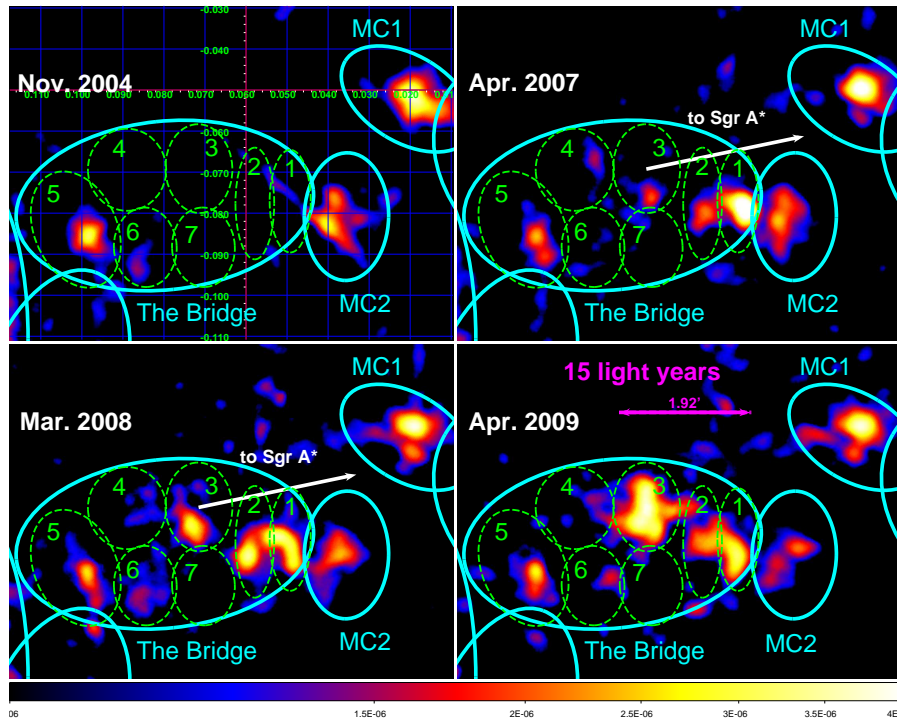 -0.030
MC1
-0.040
Nov. 2004
0.110 0.100 0.090 0.080 0.070 0.060 0.050 0.040 0.030 0.020
-0.060
4 3 2 1
-0.070
5
-0.080
6 7
-0.090
-0.100
The Bridge MC2
-0.110
MC1
Apr. 2007
to Sgr A*
4 3 2 1
5
6 7
The Bridge MC2
MC1
Mar. 2008
to Sgr A*
4 3 2 1
5
6 7
The Bridge MC2
15 light years
MC1
1.92'
Apr. 2009
4 3 2 1
5
6 7
The Bridge MC2
1.5E-06 2E-06 2.5E-06 3E-06 3.5E-06